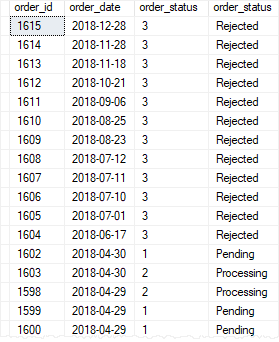 order_id order_date order_status order_status
1615 2018-12-28 3 Rejected
1614 2018-11-28 3 Rejected
1613 2018-11-18 3 Rejected
1612 2018-10-21 3 Rejected
1611 2018-09-06 3 Rejected
1610 2018-08-25 3 Rejected
1609 2018-08-23 3 Rejected
1608 2018-07-12 3 Rejected
1607 2018-07-11 3 Rejected
1606 2018-07-10 3 Rejected
1605 2018-07-01 3 Rejected
1604 2018-06-17 3 Rejected
1602 2018-04-30 1 Pending
1603 2018-04-30 2 Processing
1598 2018-04-29 2 Processing
1599 2018-04-29 1 Pending
1600 2018-04-29 1 Pending